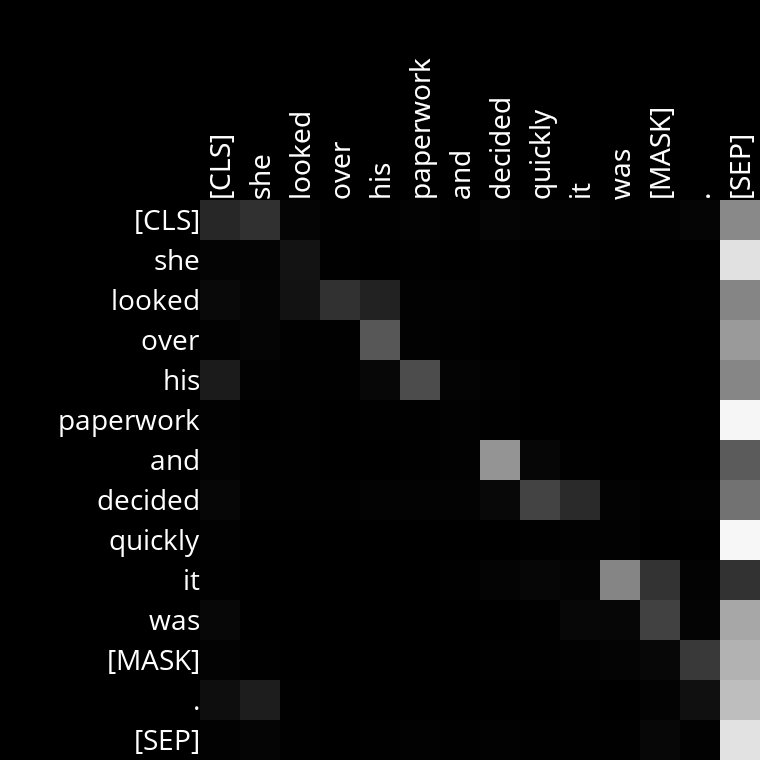 [CLS]
she
looked
over
his
paperwork
and
decided
quickly
it
was
[MASK]
.
[SEP]
[CLS]
she
looked
over
his
paperwork
and
decided
quickly
it
was
[MASK]
.
[SEP]